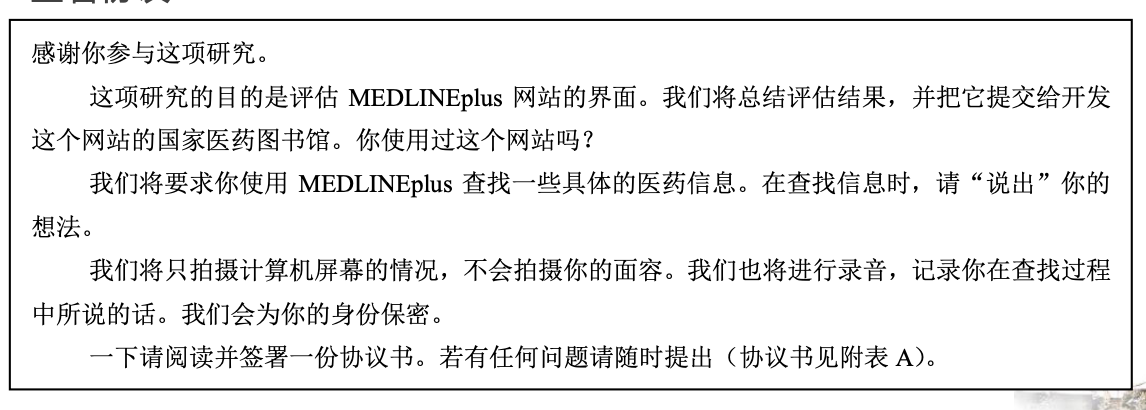 感谢你参与这项研究。
这项研究的目的是评估 MEDLINEplus 网站的界面。我们将总结评估结果，并把它提交给开发
这个网站的国家医药图书馆。你使用过这个网站吗？
我们将要求你使用 MEDLINEplus 查找一些具体的医药信息。在查找信息时，请“说出”你的
想法。
我们将只拍摄计算机屏幕的情况，不会拍摄你的面容。我们也将进行录音，记录你在查找过程
中所说的话。我们会为你的身份保密。
一下请阅读并签署一份协议书。若有任何问题请随时提出（协议书见附表 A）。